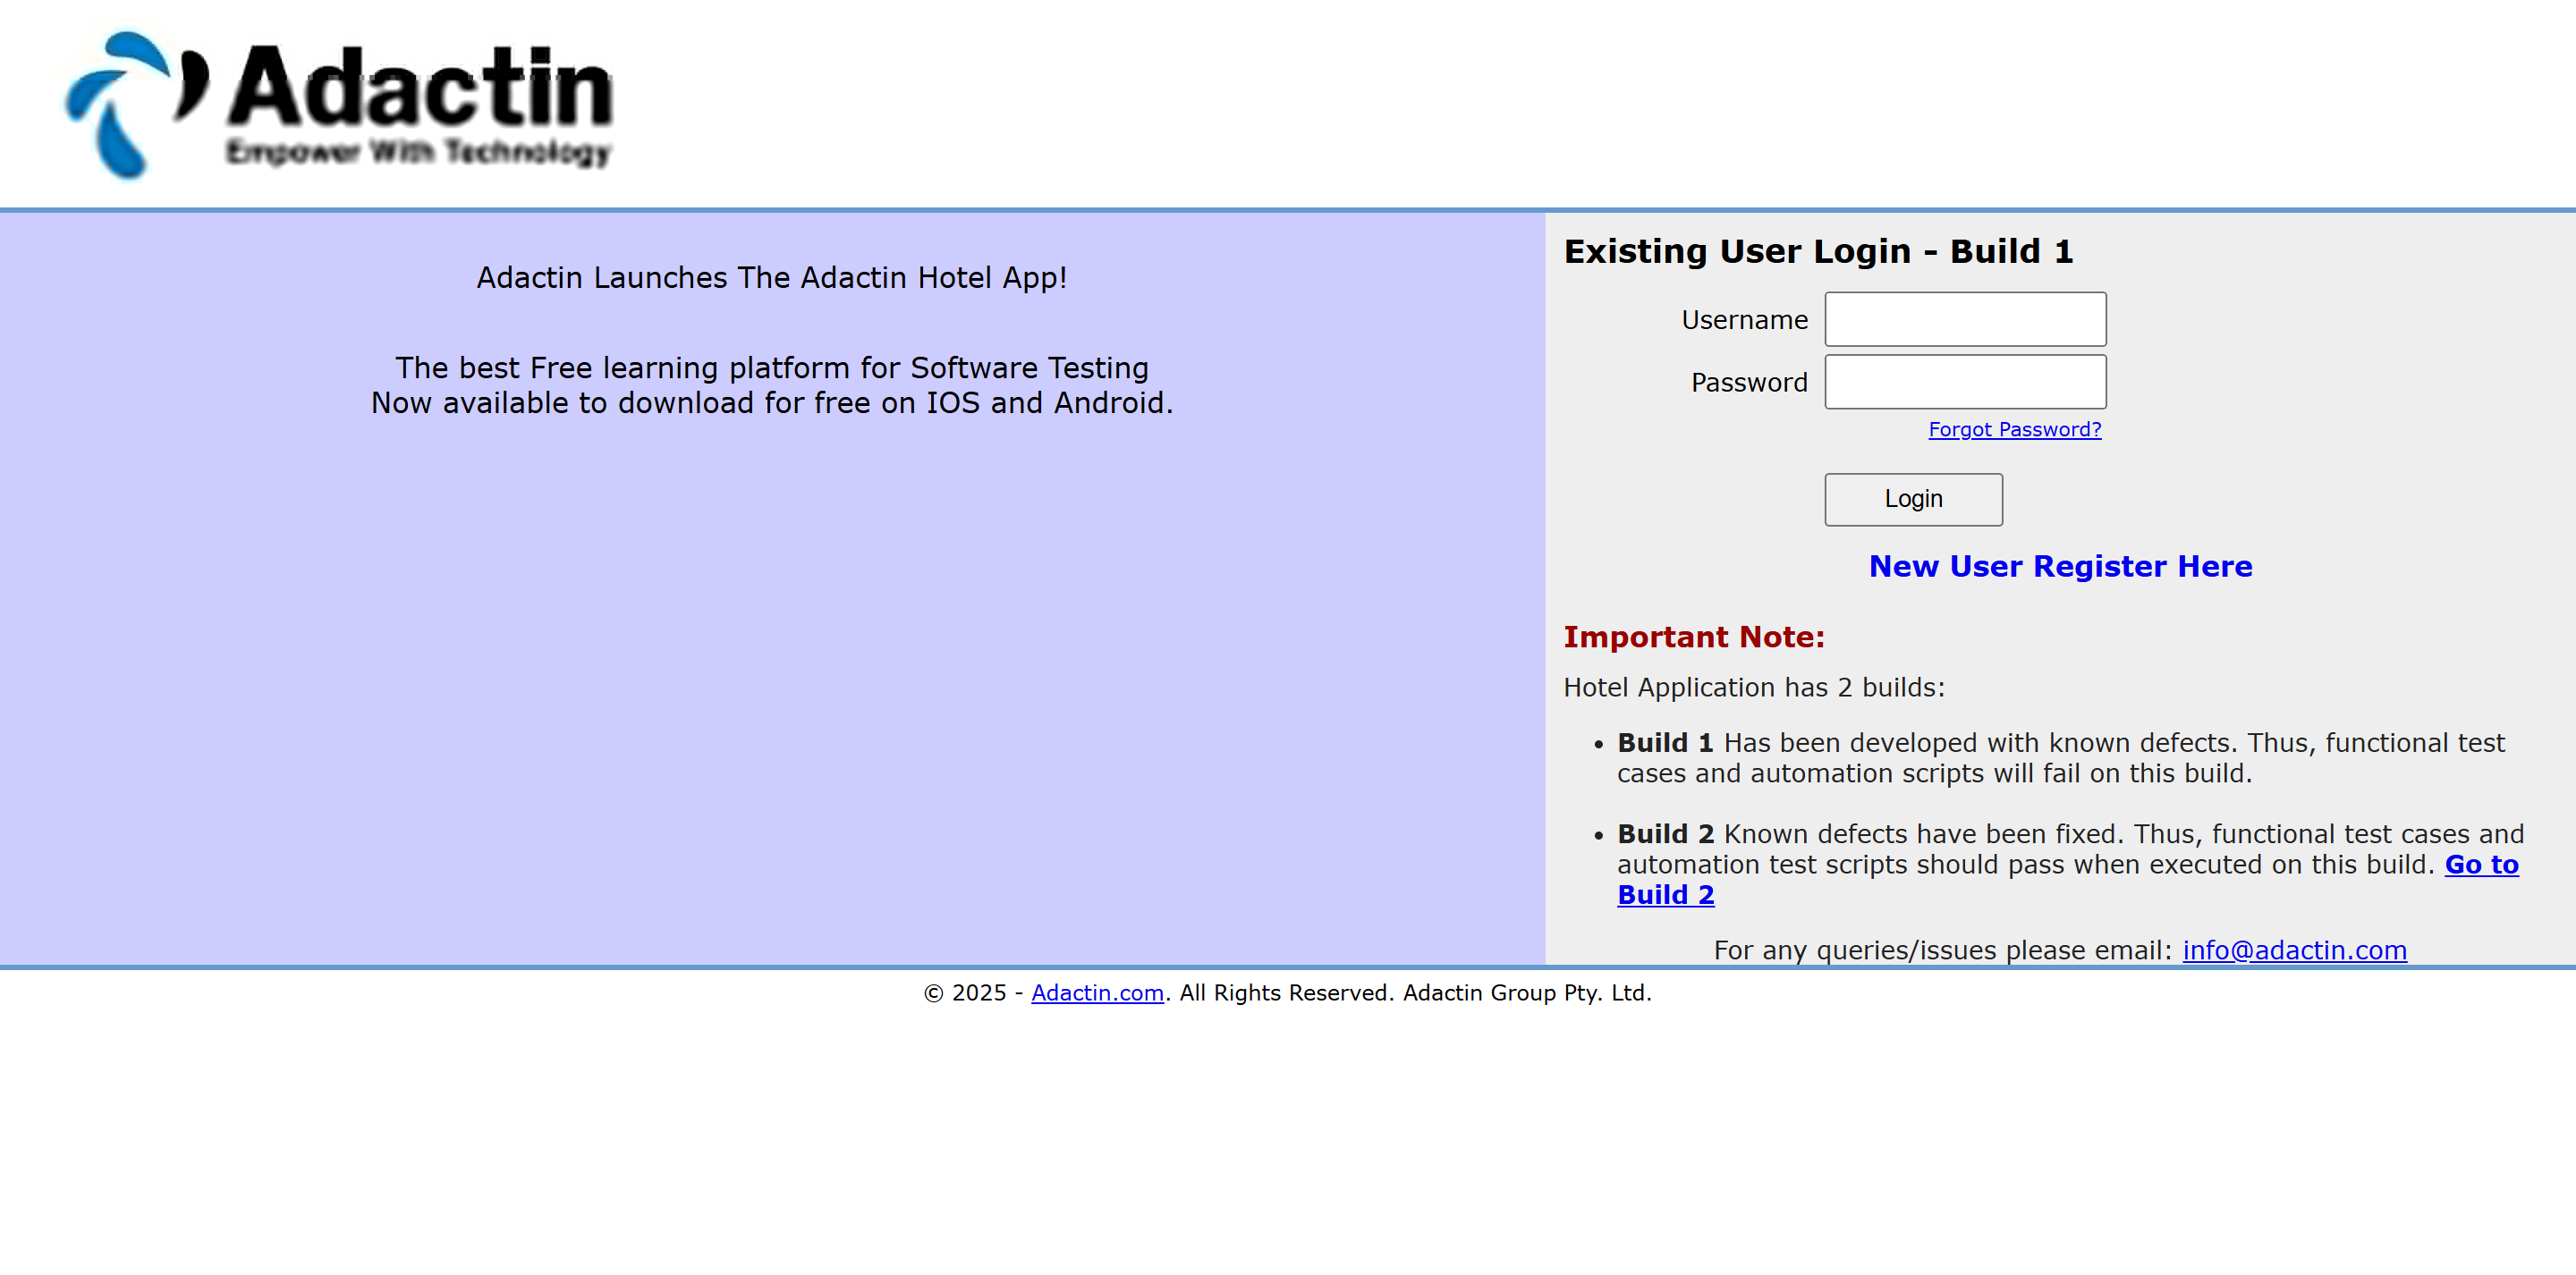 Adactin
Empower With Technology
Adactin Launches The Adactin Hotel App!
The best Free learning platform for Software Testing
Now available to download for free on IOS and Android.
Existing User Login - Build 1
Username
Password
Forgot Password?
Login
New User Register Here
Important Note:
Hotel Application has 2 builds:
• Build 1 Has been developed with known defects. Thus, functional test
cases and automation scripts will fail on this build.
• Build 2 Known defects have been fixed. Thus, functional test cases and
automation test scripts should pass when executed on this build. Go to
Build 2
For any queries/issues please email: info@adactin.com
© 2025 - Adactin.com. All Rights Reserved. Adactin Group Pty. Ltd.